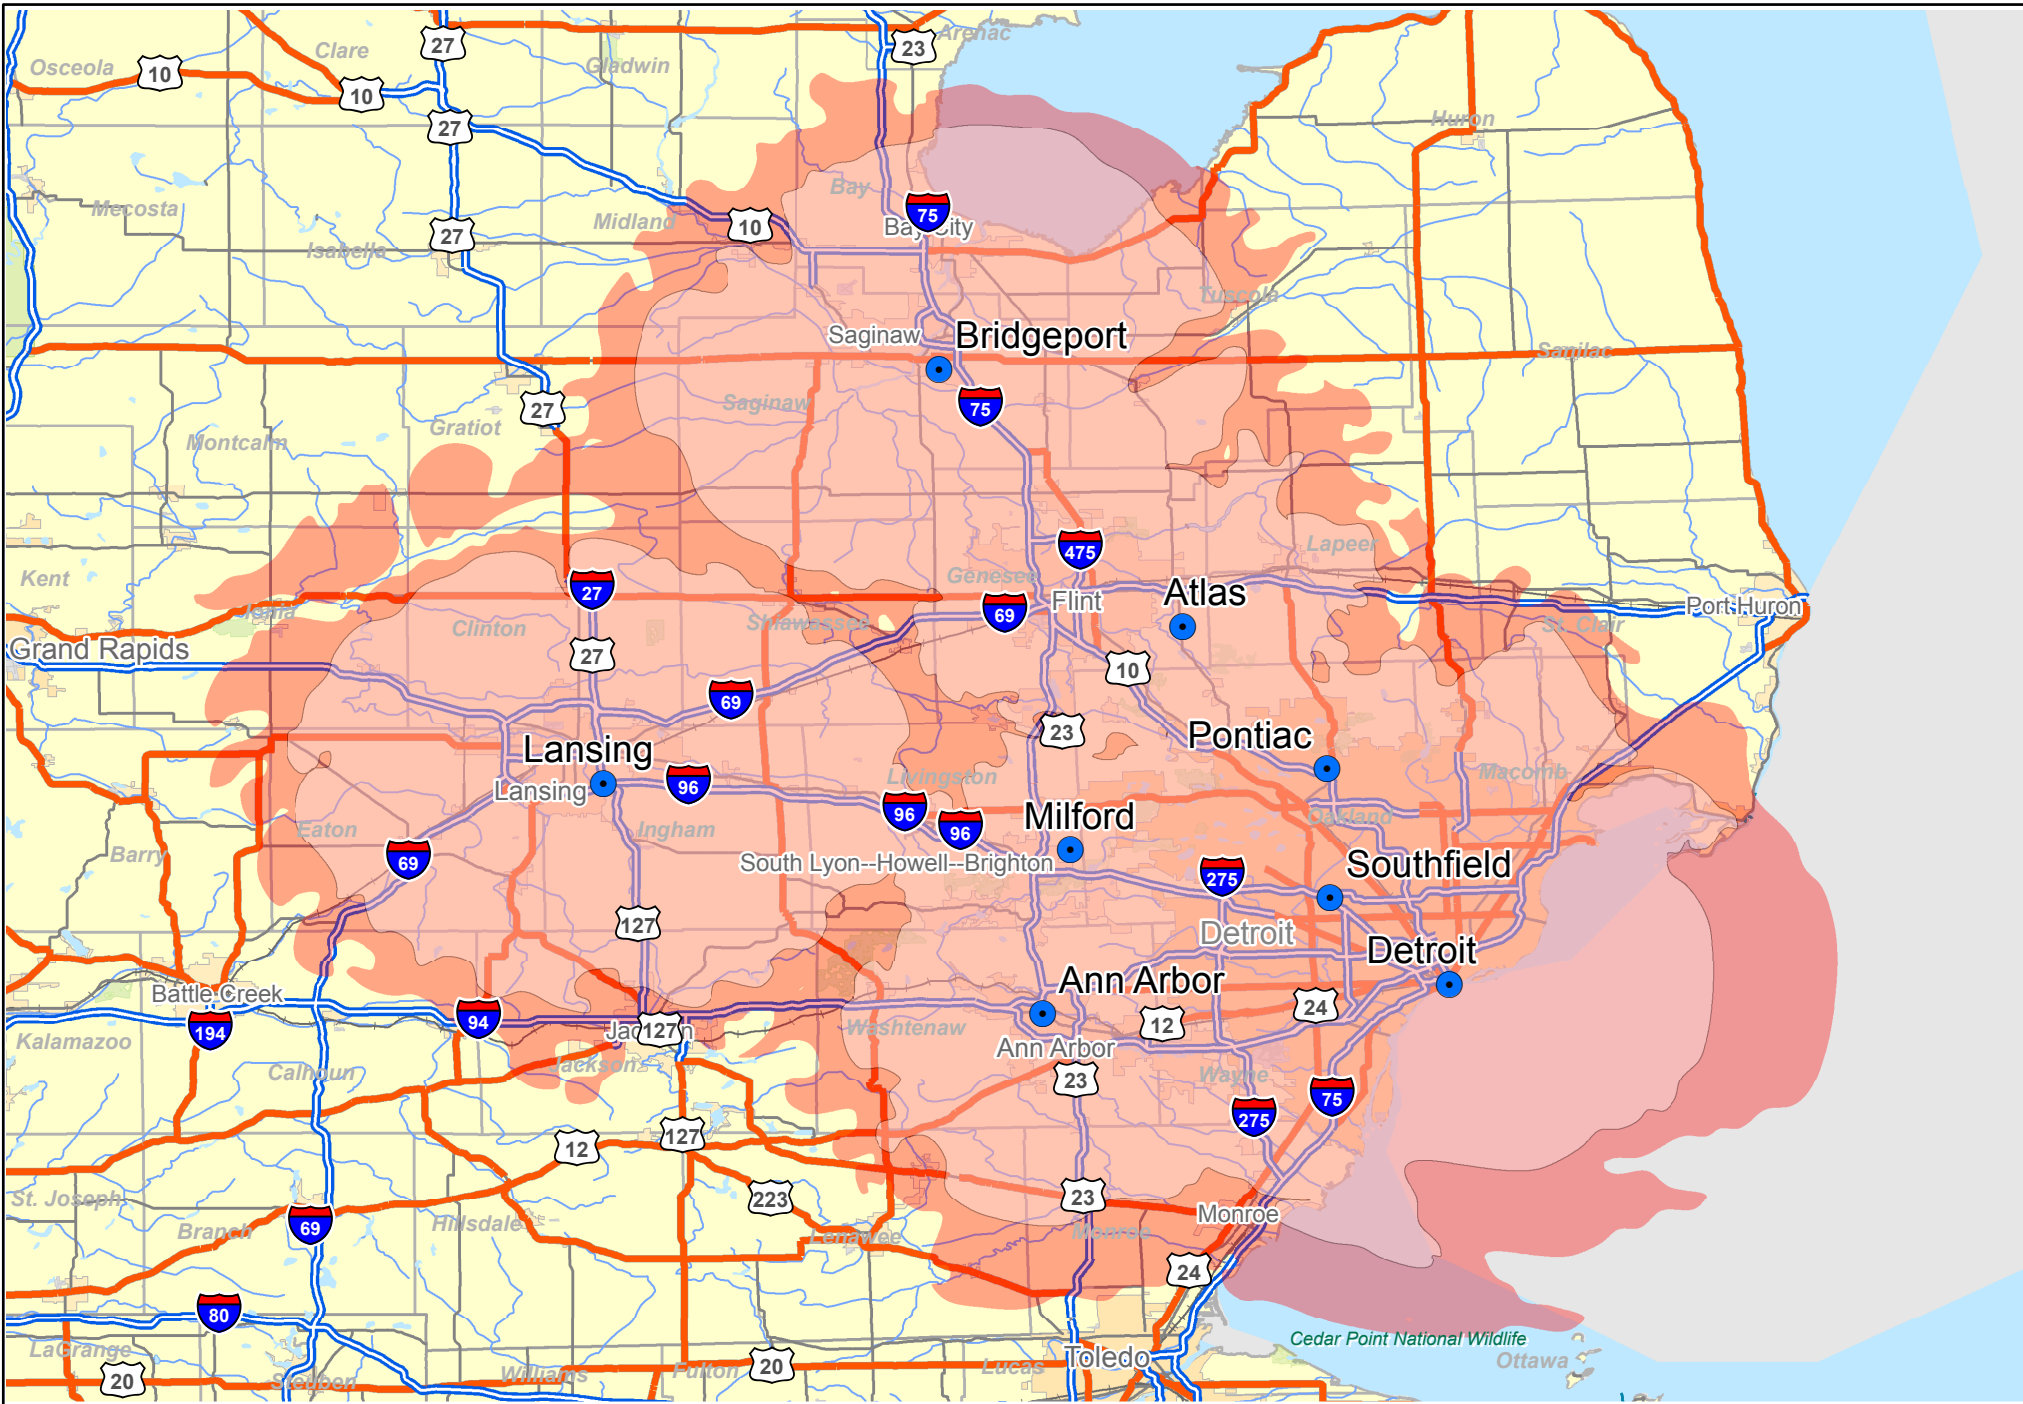 27
23
Arenac
Clare
Osceola
10
Gladwin
10
27
Huron
Mecosta
Bay
75
Midland
10
Bay City
27
Isabella
Tuscola
Saginaw
Bridgeport
Sanilac
75
Saginaw
27
Gratiot
Montcalm
475
Lapeer
Kent
Genesee
27
Atlas
Flint
69
Port Huron
Ionia
Clinton
Shiawassee
St. Clair
Grand Rapids
27
10
69
23
Pontiac
Lansing
Macomb
Livingston
96
Lansing
96
Milford
Oakland
Eaton
Ingham
96
Barry
69
South Lyon--Howell--Brighton
Southfield
275
127
Detroit
Detroit
Ann Arbor
Battle Creek
24
94
194
Jackson
127
Washtenaw
12
Kalamazoo
Ann Arbor
Calhoun
Jackson
23
Wayne
75
275
127
12
St. Joseph
223
23
Monroe
69
Branch
Hillsdale
Lenawee
Monroe
24
80
Cedar Point National Wildlife
LaGrange
Toledo
Ottawa
20
Steuben
Williams
Fulton
20
Lucas